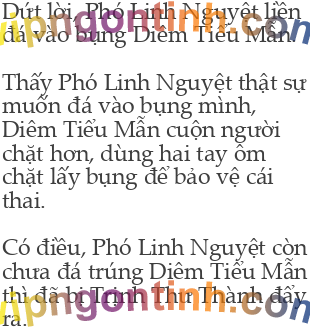 Dứt lời, Phó Linh Nguyệt liền
đá vào bụng Diêm Tiểu Mẫn.
Thấy Phó Linh Nguyệt thật sự
muốn đá vào bụng mình,
Diêm Tiểu Mẫn cuộn người
chặt hơn, dùng hai tay ôm
chặt lấy bụng để bảo vệ cái
thai.
Có điều, Phó Linh Nguyệt còn
chưa đá trúng Diêm Tiểu Mẫn
thì đã bị Trịnh Thư Thành đẩy
ra.
vipngontinh.com